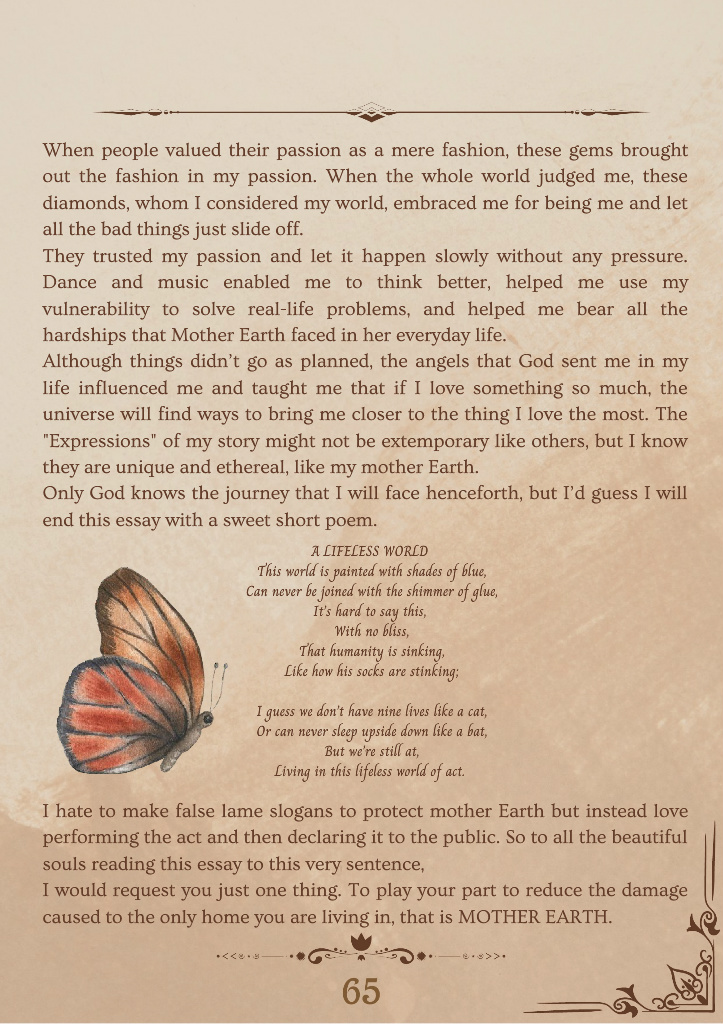 When people valued their passion as a mere fashion, these gems brought
out the fashion in my passion. When the whole world judged me, these
diamonds, whom I considered my world, embraced me for being me and let
all the bad things just slide off.
They trusted my passion and let it happen slowly without any pressure.
Dance and music enabled me to think better, helped me use my
vulnerability to solve real-life problems, and helped me bear all the
hardships that Mother Earth faced in her everyday life.
Although things didn't go as planned, the angels that God sent me in my
life influenced me and taught me that if I love something so much, the
universe will find ways to bring me closer to the thing I love the most. The
"Expressions" of my story might not be extemporary like others, but I know
they are unique and ethereal, like my mother Earth.
Only God knows the journey that I will face henceforth, but I'd guess I will
end this essay with a sweet short poem.
A LIFELESS WORLD
This world is painted with shades of blue,
Can never be joined with the shimmer of glue,
It's hard to say this,
With no bliss,
That humanity is sinking,
Like how his socks are stinking;
I guess we don't have nine lives like a cat,
Or can never sleep upside down like a bat,
But we're still at,
Living in this lifeless world of act.
I hate to make false lame slogans to protect mother Earth but instead love
performing the act and then declaring it to the public. So to all the beautiful
souls reading this essay to this very sentence,
I would request you just one thing. To play your part to reduce the damage
caused to the only home you are living in, that is MOTHER EARTH.
65